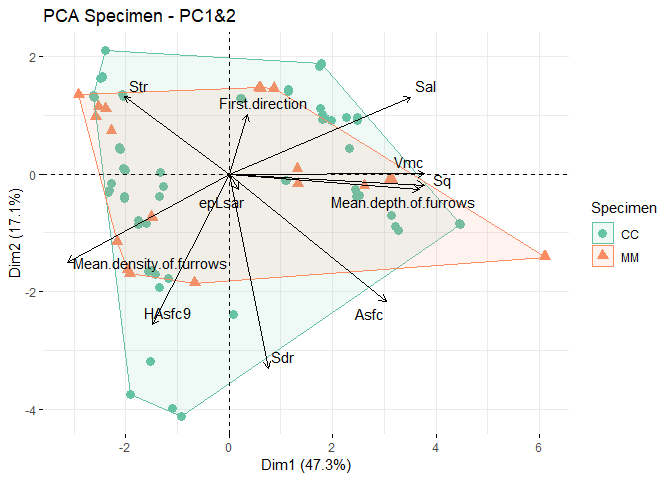 PCA Specimen - PC1&2
2
0
-2
-4
Dim2 (17.1%)
Str
Sal
First.direction
Vmc
Sq
epLsar
Mean.depth.of.furrows
Mean.density.of.furrows
HAsfc9
Asfc
Sdr
-2
0
2
4
6
Dim1 (47.3%)
Specimen
CC
MM